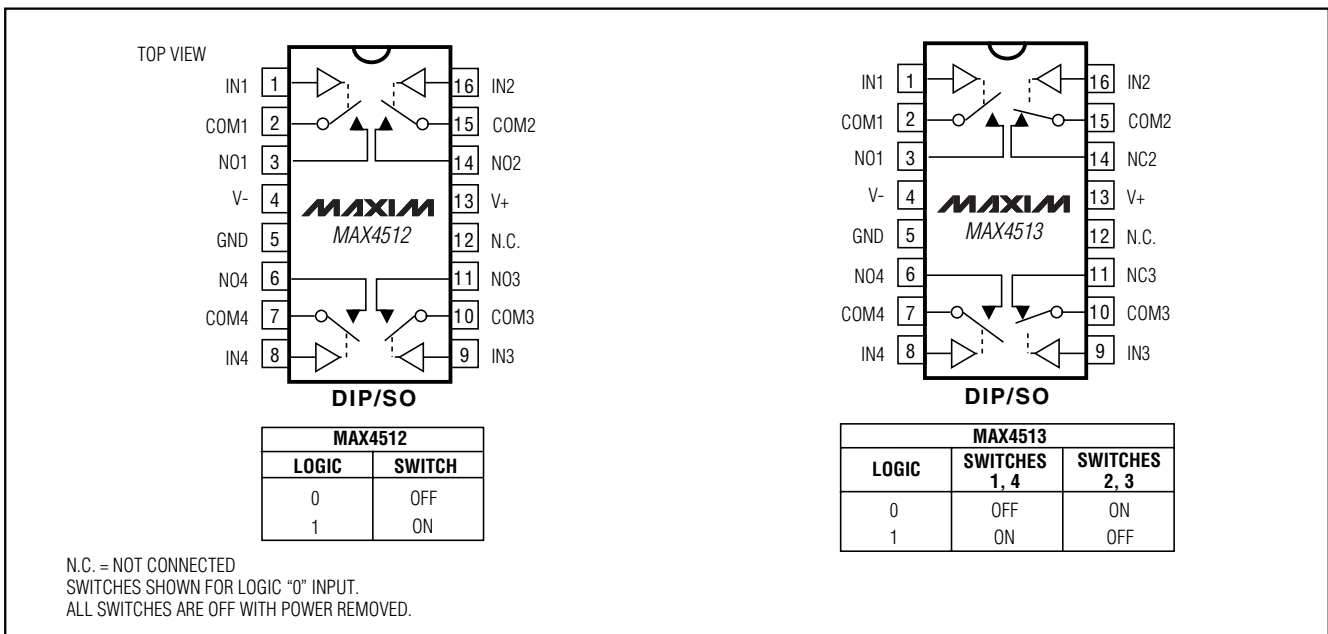 TOP VIEW
IN1 1 16 IN2
COM1 2 15 COM2
NO1 3 14 NO2
V- 4 13 V+
MAXIM
GND 5 MAX4512 12 N.C.
NO4 6 11 NO3
COM4 7 10 COM3
IN4 8 9 IN3
DIP/SO
MAX4512
LOGIC SWITCH
0 OFF
1 ON
IN1 1 16 IN2
COM1 2 15 COM2
NO1 3 14 NC2
V- 4 13 V+
MAXIM
GND 5 MAX4513 12 N.C.
NO4 6 11 NC3
COM4 7 10 COM3
IN4 8 9 IN3
DIP/SO
MAX4513
LOGIC SWITCHES 1, 4 SWITCHES 2, 3
0 OFF ON
1 ON OFF
N.C. = NOT CONNECTED
SWITCHES SHOWN FOR LOGIC “0” INPUT.
ALL SWITCHES ARE OFF WITH POWER REMOVED.